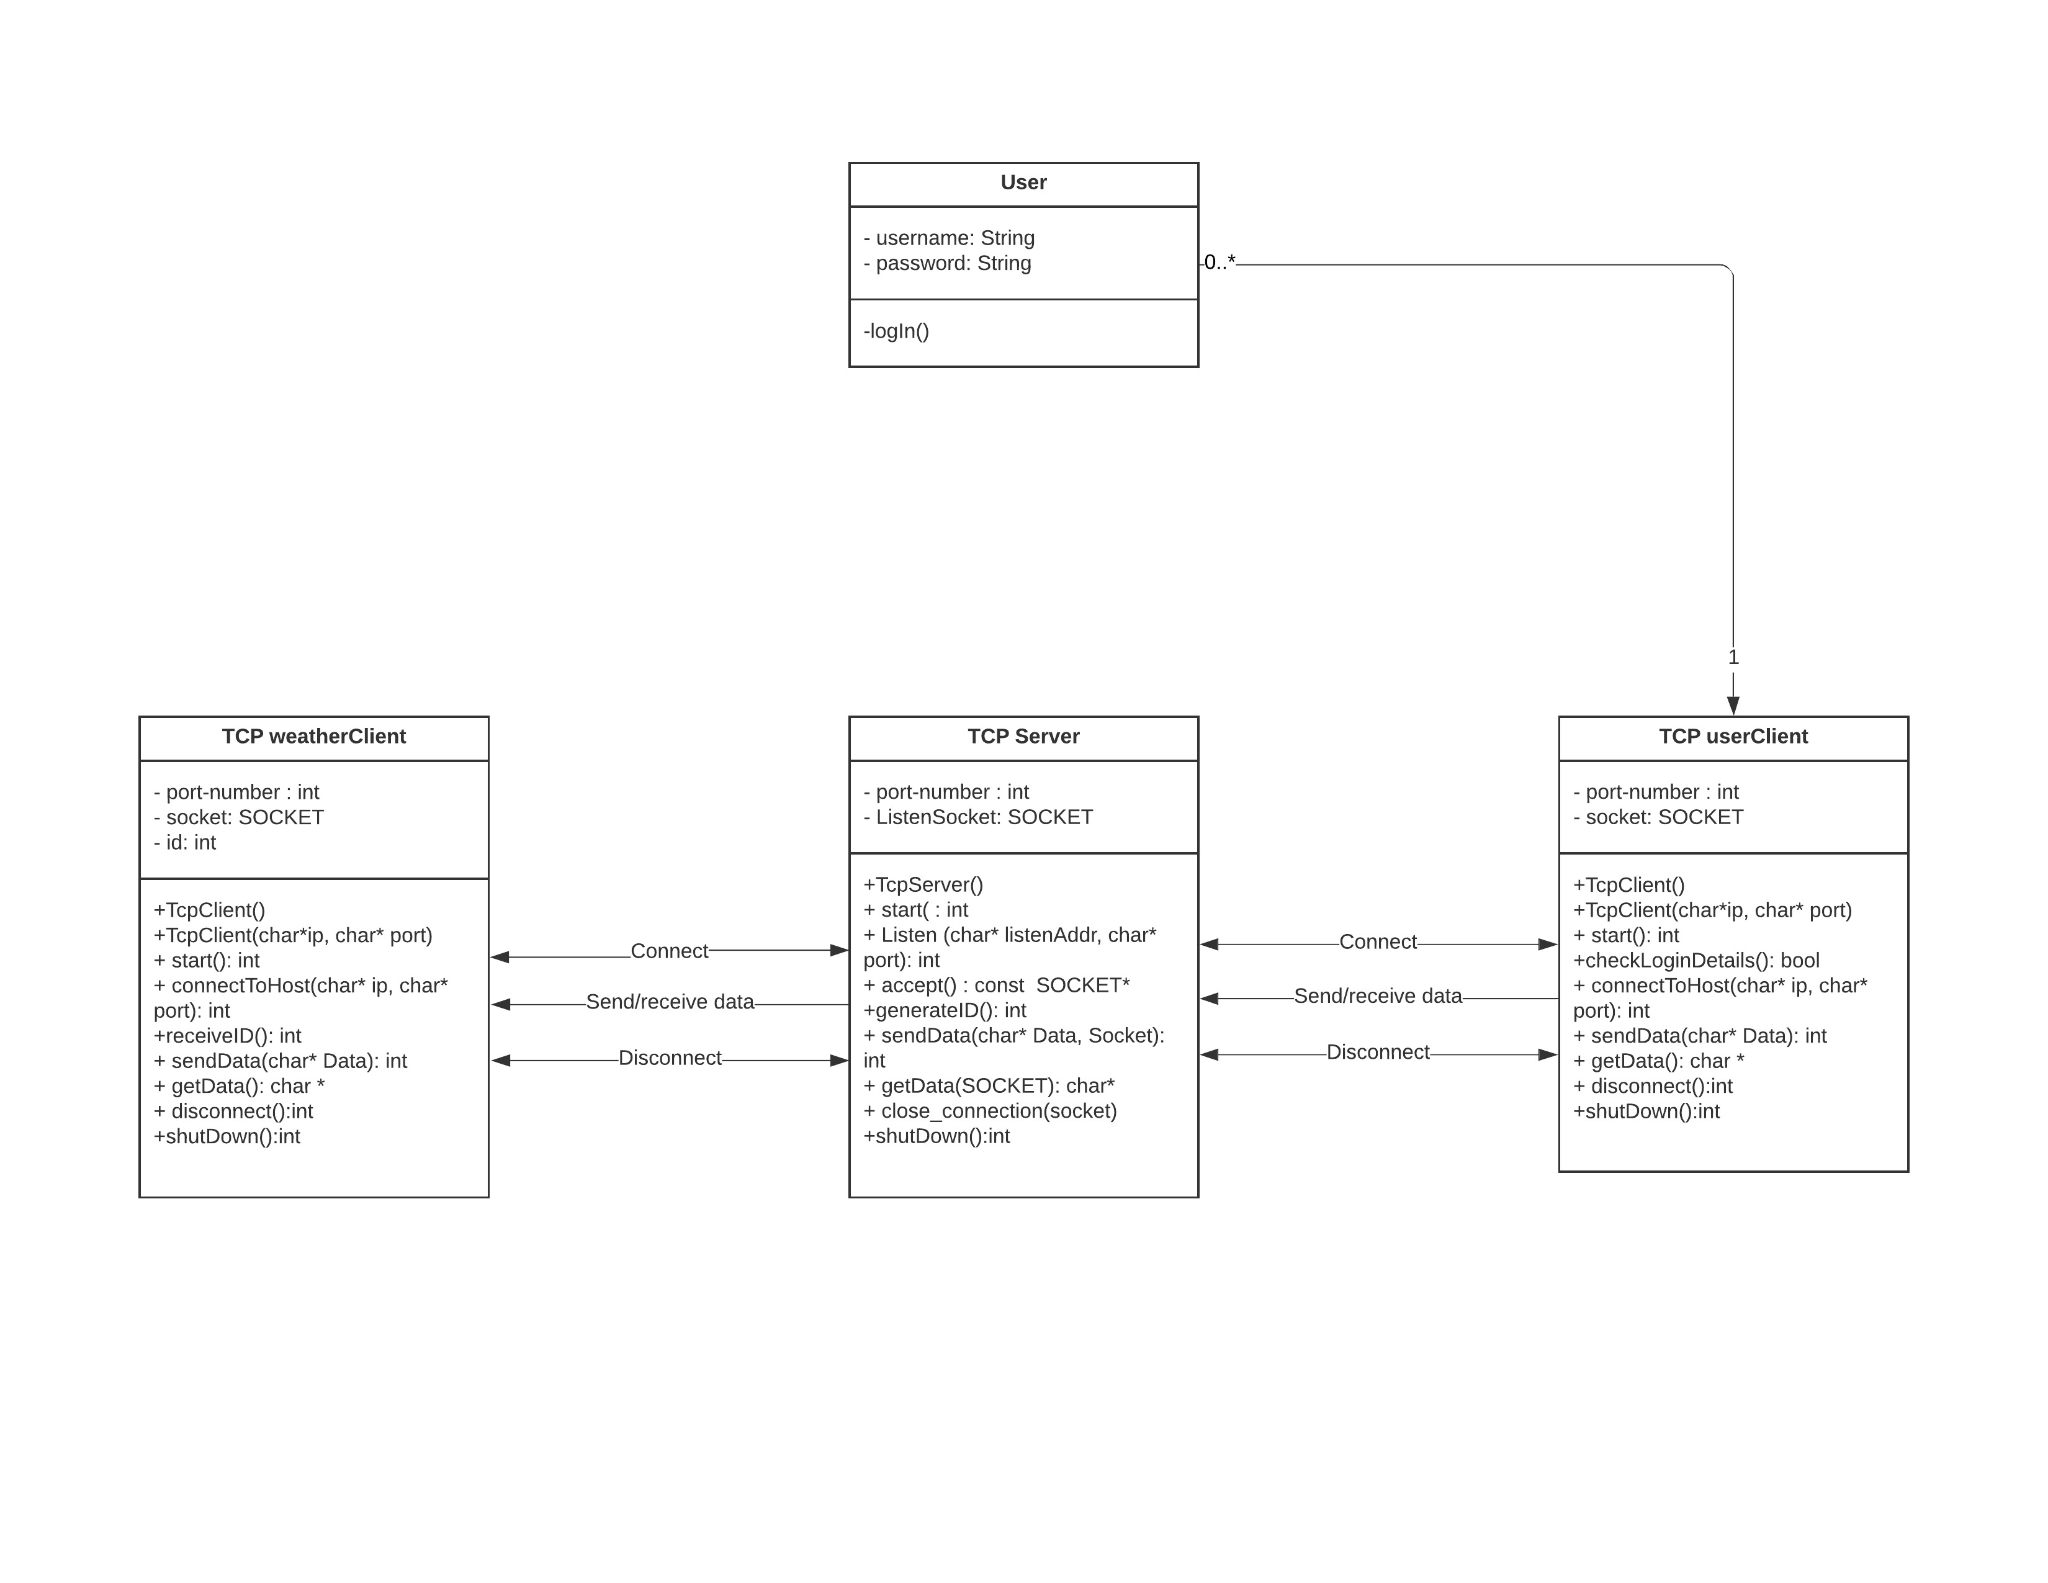 User
- username: String
- password: String
-logIn()
0..*
1
TCP weatherClient
- port-number : int
- socket: SOCKET
- id: int
+TcpClient()
+TcpClient(char*ip, char* port)
+ start(): int
+ connectToHost(char* ip, char*
port): int
+receiveID(): int
+ sendData(char* Data): int
+ getData(): char *
+ disconnect():int
+shutDown():int
Connect
Send/receive data
Disconnect
TCP Server
- port-number : int
- ListenSocket: SOCKET
+TcpServer()
+ start( : int
+ Listen (char* listenAddr, char*
port): int
+ accept() : const  SOCKET*
+generateID(): int
+ sendData(char* Data, Socket):
int
+ getData(SOCKET): char*
+ close_connection(socket)
+shutDown():int
Connect
Send/receive data
Disconnect
TCP userClient
- port-number : int
- socket: SOCKET
+TcpClient()
+TcpClient(char*ip, char* port)
+ start(): int
+checkLoginDetails(): bool
+ connectToHost(char* ip, char*
port): int
+ sendData(char* Data): int
+ getData(): char *
+ disconnect():int
+shutDown():int